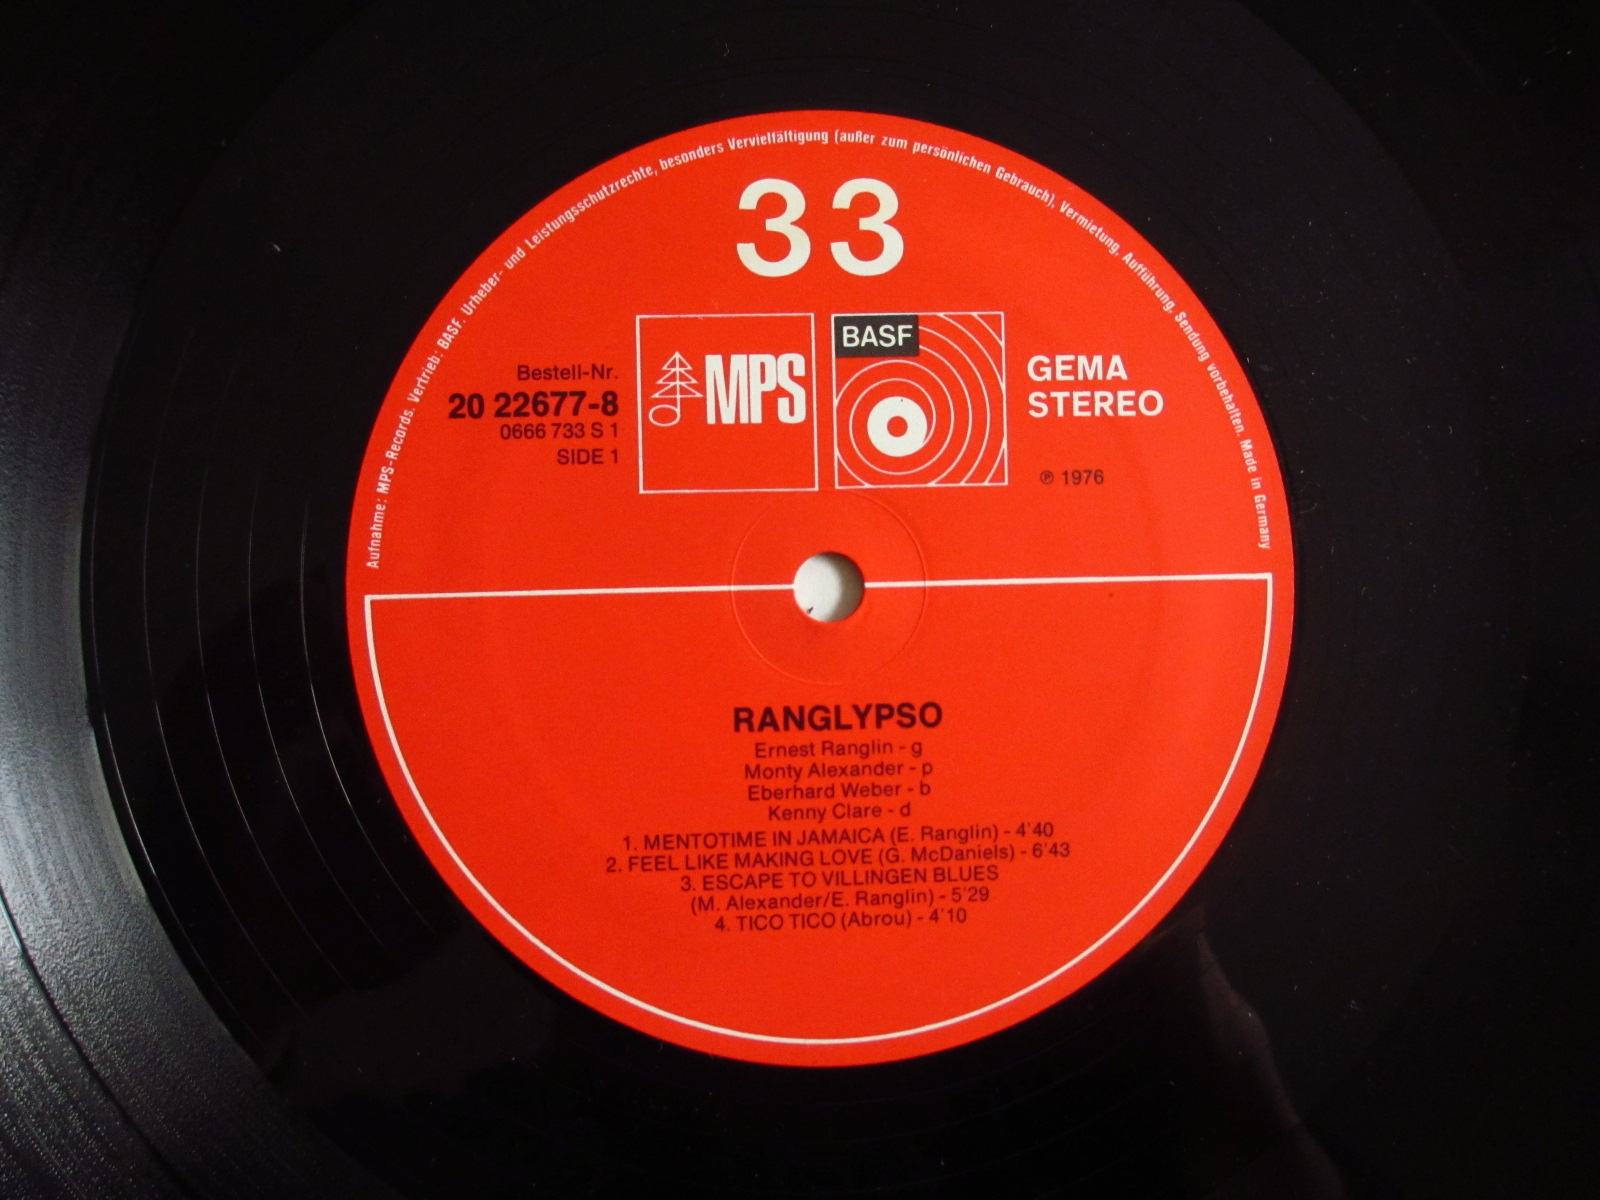 Aufnahme: MPS-Records. Vertrieb: BASF. Urheber- und Leistungsschutzrechte, besonders Vervielfältigung (außer zum persönlichen Gebrauch), Vermietung, Aufführung, Sendung vorbehalten. Made in Germany
33
Bestell-Nr.
20 22677-8
0666 733 S 1
SIDE 1
MPS
BASF
GEMA
STEREO
℗ 1976
RANGLYPSO
Ernest Ranglin - g
Monty Alexander - p
Eberhard Weber - b
Kenny Clare - d
1. MENTOTIME IN JAMAICA (E. Ranglin) - 4'40
2. FEEL LIKE MAKING LOVE (G. McDaniels) - 6'43
3. ESCAPE TO VILLINGEN BLUES
(M. Alexander/E. Ranglin) - 5'29
4. TICO TICO (Abrou) - 4'10